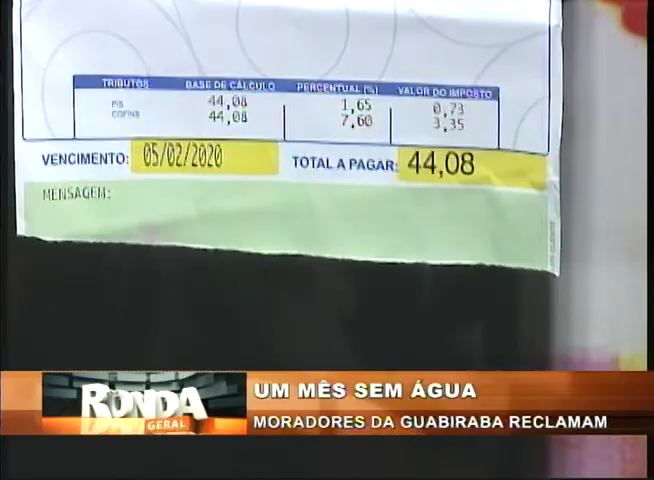 TRIBUTOS BASE DE CÁLCULO PERCENTUAL (%) VALOR DO IMPOSTO
PIS 44,08 1,65 0,73
COFINS 44,08 7,60 3,35
VENCIMENTO: 05/02/2020 TOTAL A PAGAR: 44,08
MENSAGEM:
RONDA
GERAL
UM MÊS SEM ÁGUA
MORADORES DA GUABIRABA RECLAMAM